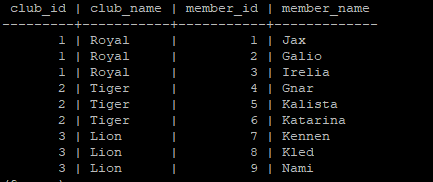 club_id | club_name | member_id | member_name
---------+-----------+-----------+-------------
1 | Royal | 1 | Jax
1 | Royal | 2 | Galio
1 | Royal | 3 | Irelia
2 | Tiger | 4 | Gnar
2 | Tiger | 5 | Kalista
2 | Tiger | 6 | Katarina
3 | Lion | 7 | Kennen
3 | Lion | 8 | Kled
3 | Lion | 9 | Nami